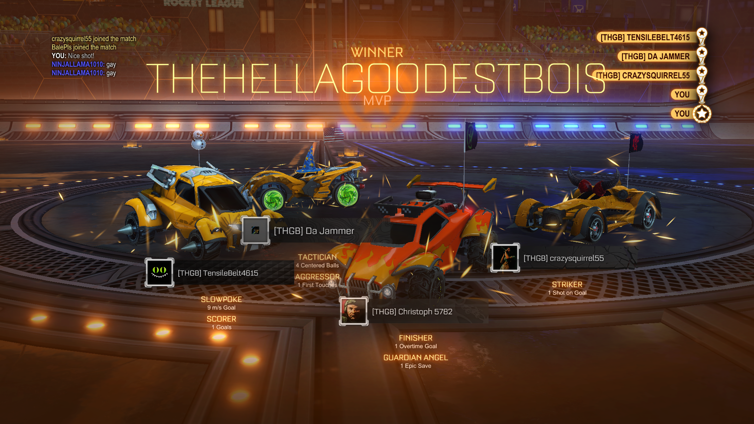 ROCKET LEAGUE
crazysquirrel55 joined the match
BalePls joined the match
YOU: Nice shot!
NINJALLAMA1010: gay
NINJALLAMA1010: gay
WINNER
THEHELLAGOODESTBOIS
MVP
[THGB] TENSILEBELT4615
[THGB] DA JAMMER
[THGB] CRAZYSQUIRREL55
YOU
YOU
[THGB] Da Jammer
TACTICIAN
4 Centered Balls
AGGRESSOR
1 First Touches
[THGB] TensileBelt4615
SLOWPOKE
9 m/s Goal
SCORER
1 Goals
[THGB] Christoph 5782
FINISHER
1 Overtime Goal
GUARDIAN ANGEL
1 Epic Save
[THGB] crazysquirrel55
STRIKER
1 Shot on Goal